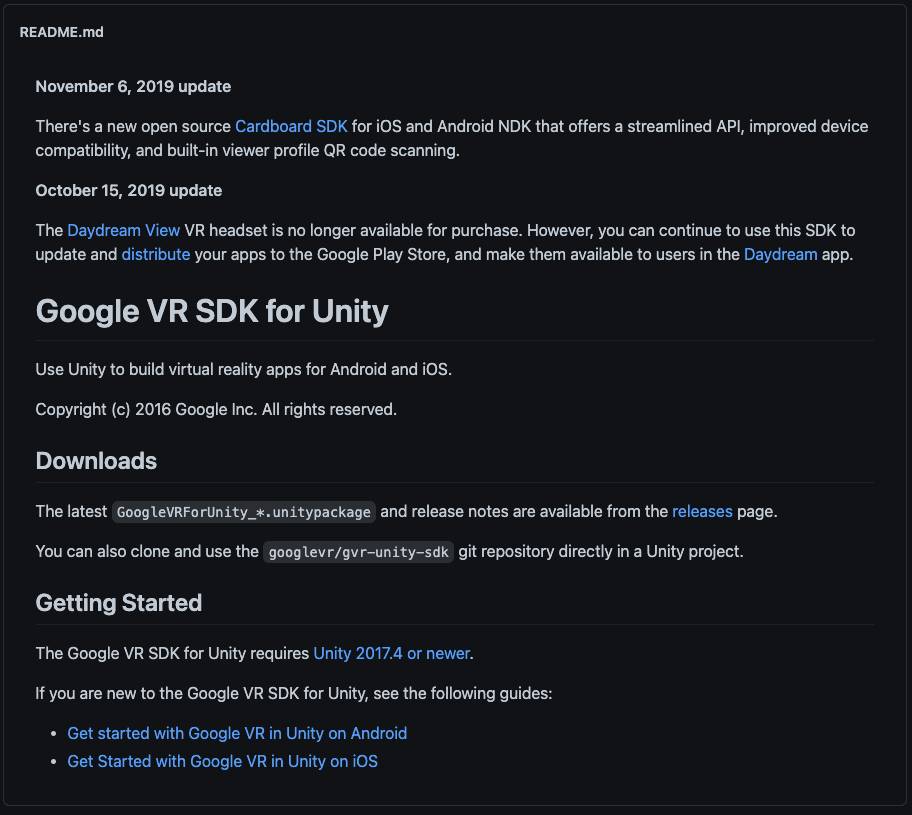 README.md
November 6, 2019 update
There's a new open source Cardboard SDK for iOS and Android NDK that offers a streamlined API, improved device
compatibility, and built-in viewer profile QR code scanning.
October 15, 2019 update
The Daydream View VR headset is no longer available for purchase. However, you can continue to use this SDK to
update and distribute your apps to the Google Play Store, and make them available to users in the Daydream app.
Google VR SDK for Unity
Use Unity to build virtual reality apps for Android and iOS.
Copyright (c) 2016 Google Inc. All rights reserved.
Downloads
The latest GoogleVRForUnity_*.unitypackage and release notes are available from the releases page.
You can also clone and use the googlevr/gvr-unity-sdk git repository directly in a Unity project.
Getting Started
The Google VR SDK for Unity requires Unity 2017.4 or newer.
If you are new to the Google VR SDK for Unity, see the following guides:
• Get started with Google VR in Unity on Android
• Get Started with Google VR in Unity on iOS